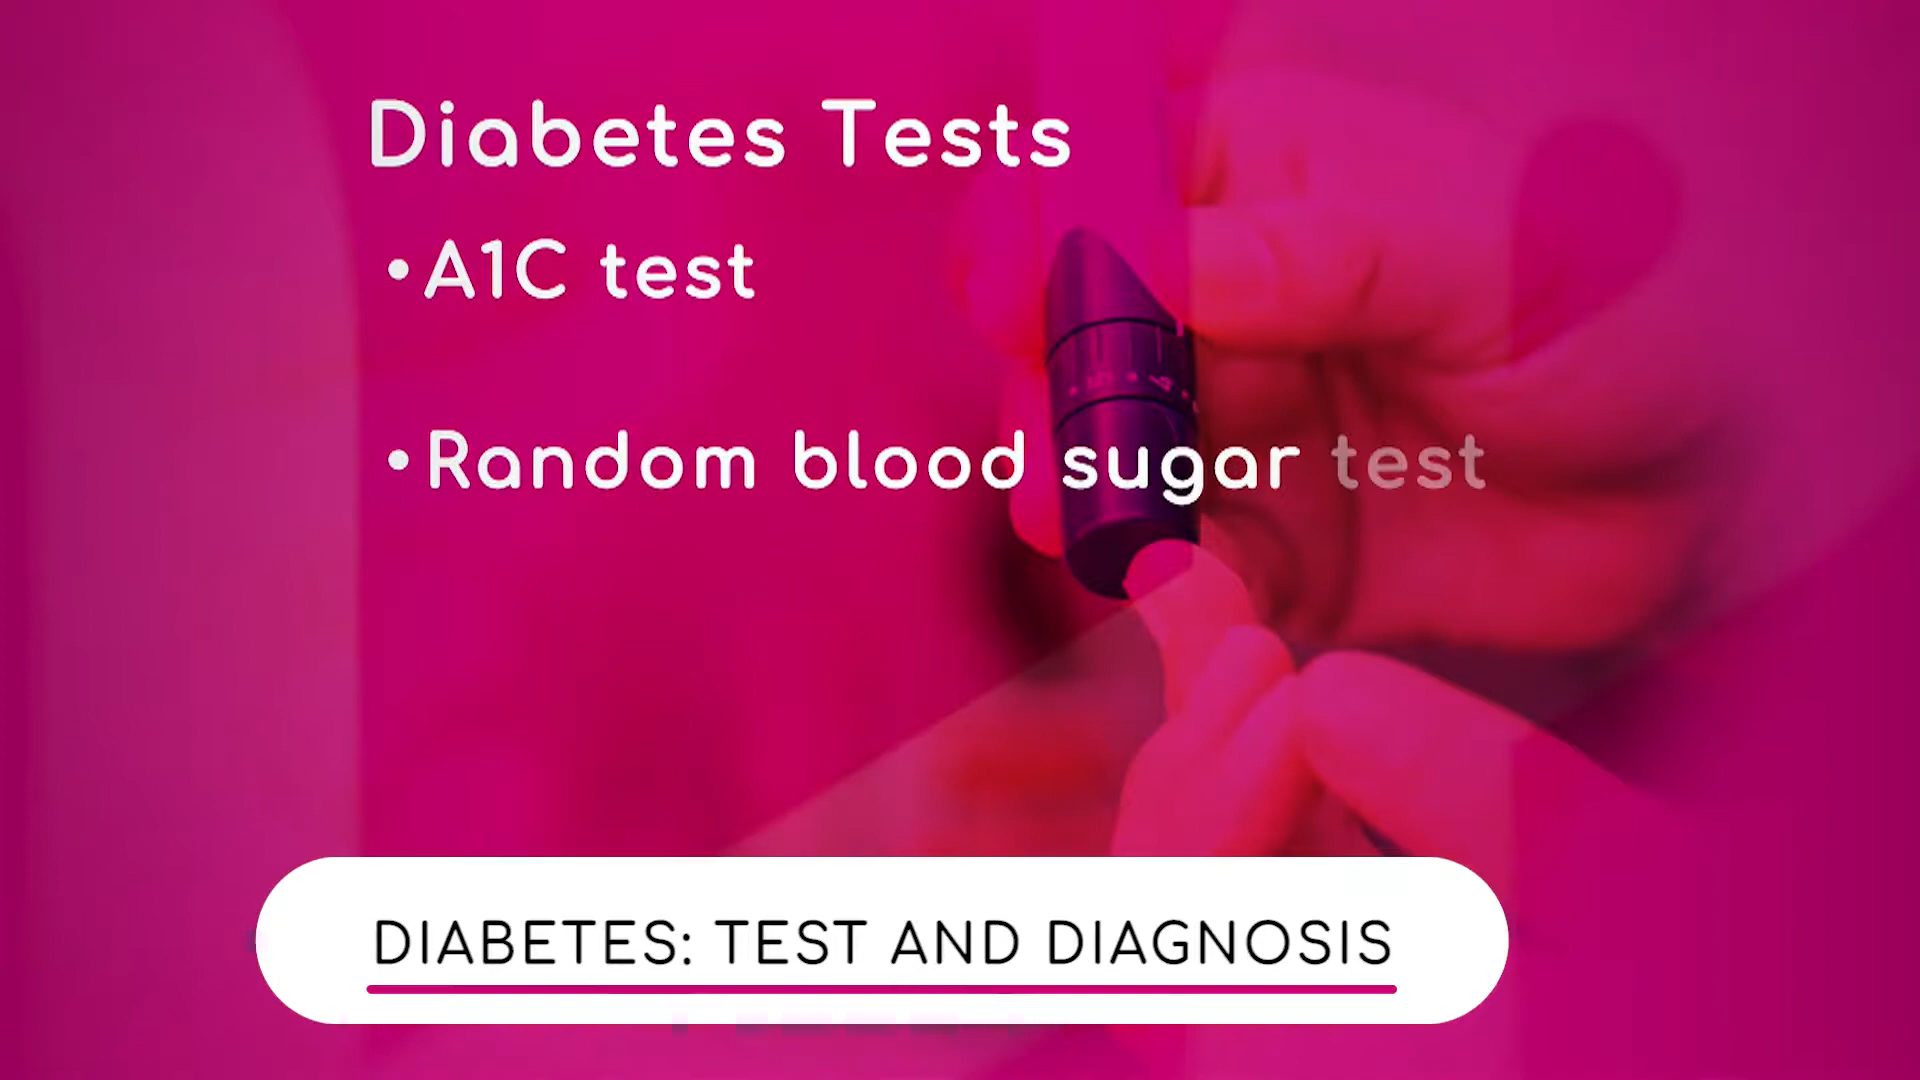 Diabetes Tests
•A1C test
•Random blood sugar test
DIABETES: TEST AND DIAGNOSIS